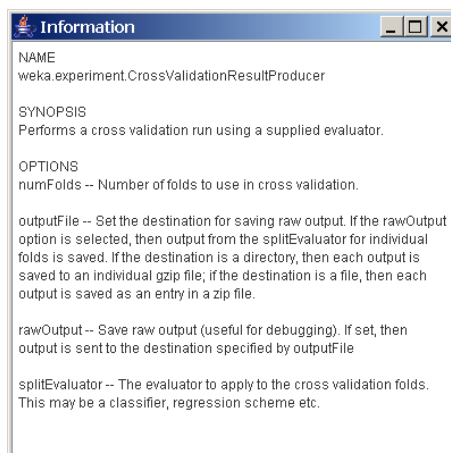 Information
NAME
weka.experiment.CrossValidationResultProducer
SYNOPSIS
Performs a cross validation run using a supplied evaluator.
OPTIONS
numFolds -- Number of folds to use in cross validation.
outputFile -- Set the destination for saving raw output. If the rawOutput
option is selected, then output from the splitEvaluator for individual
folds is saved. If the destination is a directory, then each output is
saved to an individual gzip file; if the destination is a file, then each
output is saved as an entry in a zip file.
rawOutput -- Save raw output (useful for debugging). If set, then
output is sent to the destination specified by outputFile
splitEvaluator -- The evaluator to apply to the cross validation folds.
This may be a classifier, regression scheme etc.